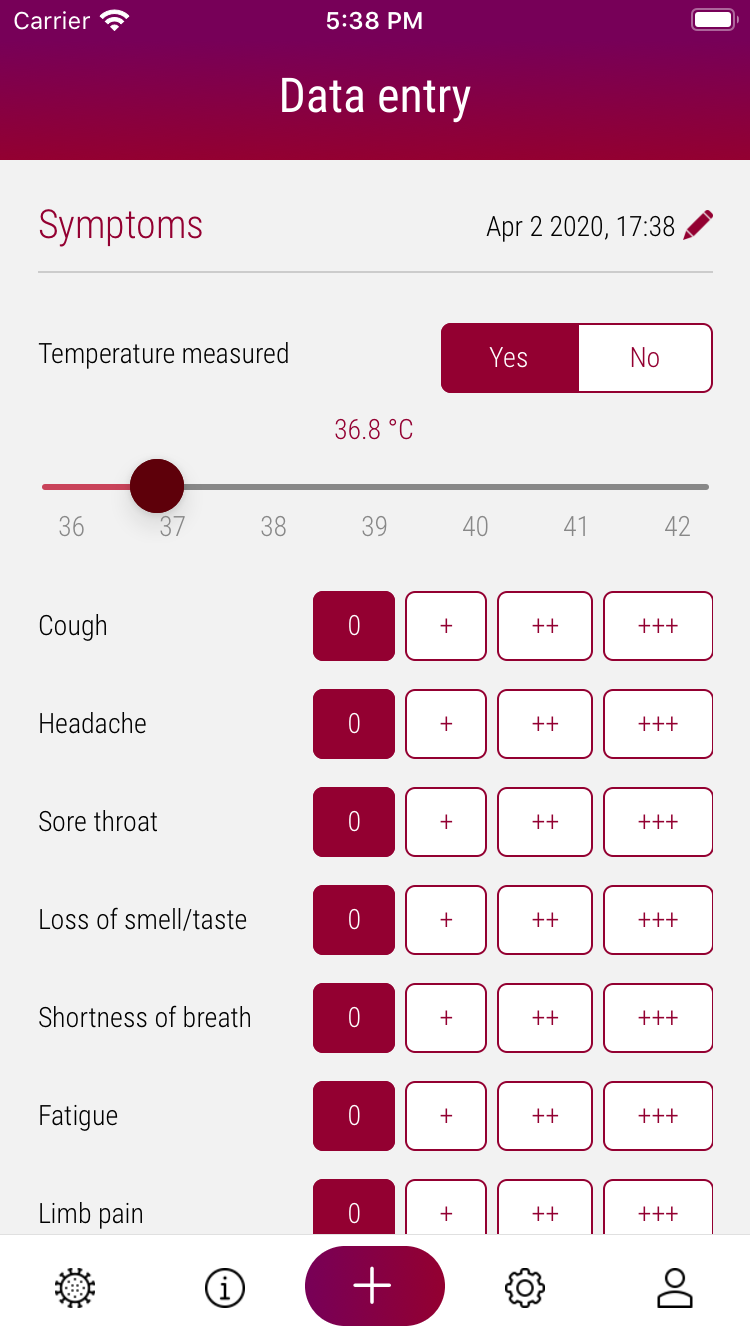 Carrier 5:38 PM
Data entry
Symptoms Apr 2 2020, 17:38
Temperature measured Yes No
36.8 °C
36 37 38 39 40 41 42
Cough 0 + ++ +++
Headache 0 + ++ +++
Sore throat 0 + ++ +++
Loss of smell/taste 0 + ++ +++
Shortness of breath 0 + ++ +++
Fatigue 0 + ++ +++
Limb pain 0 + ++ +++